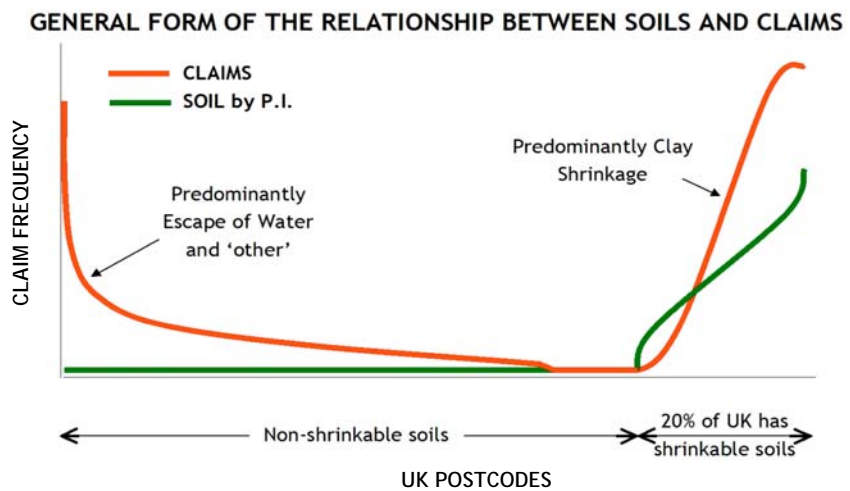 GENERAL FORM OF THE RELATIONSHIP BETWEEN SOILS AND CLAIMS
CLAIMS
SOIL by P.I.
CLAIM FREQUENCY
Predominantly
Escape of Water
and ‘other’
Predominantly Clay
Shrinkage
Non-shrinkable soils
20% of UK has
shrinkable soils
UK POSTCODES